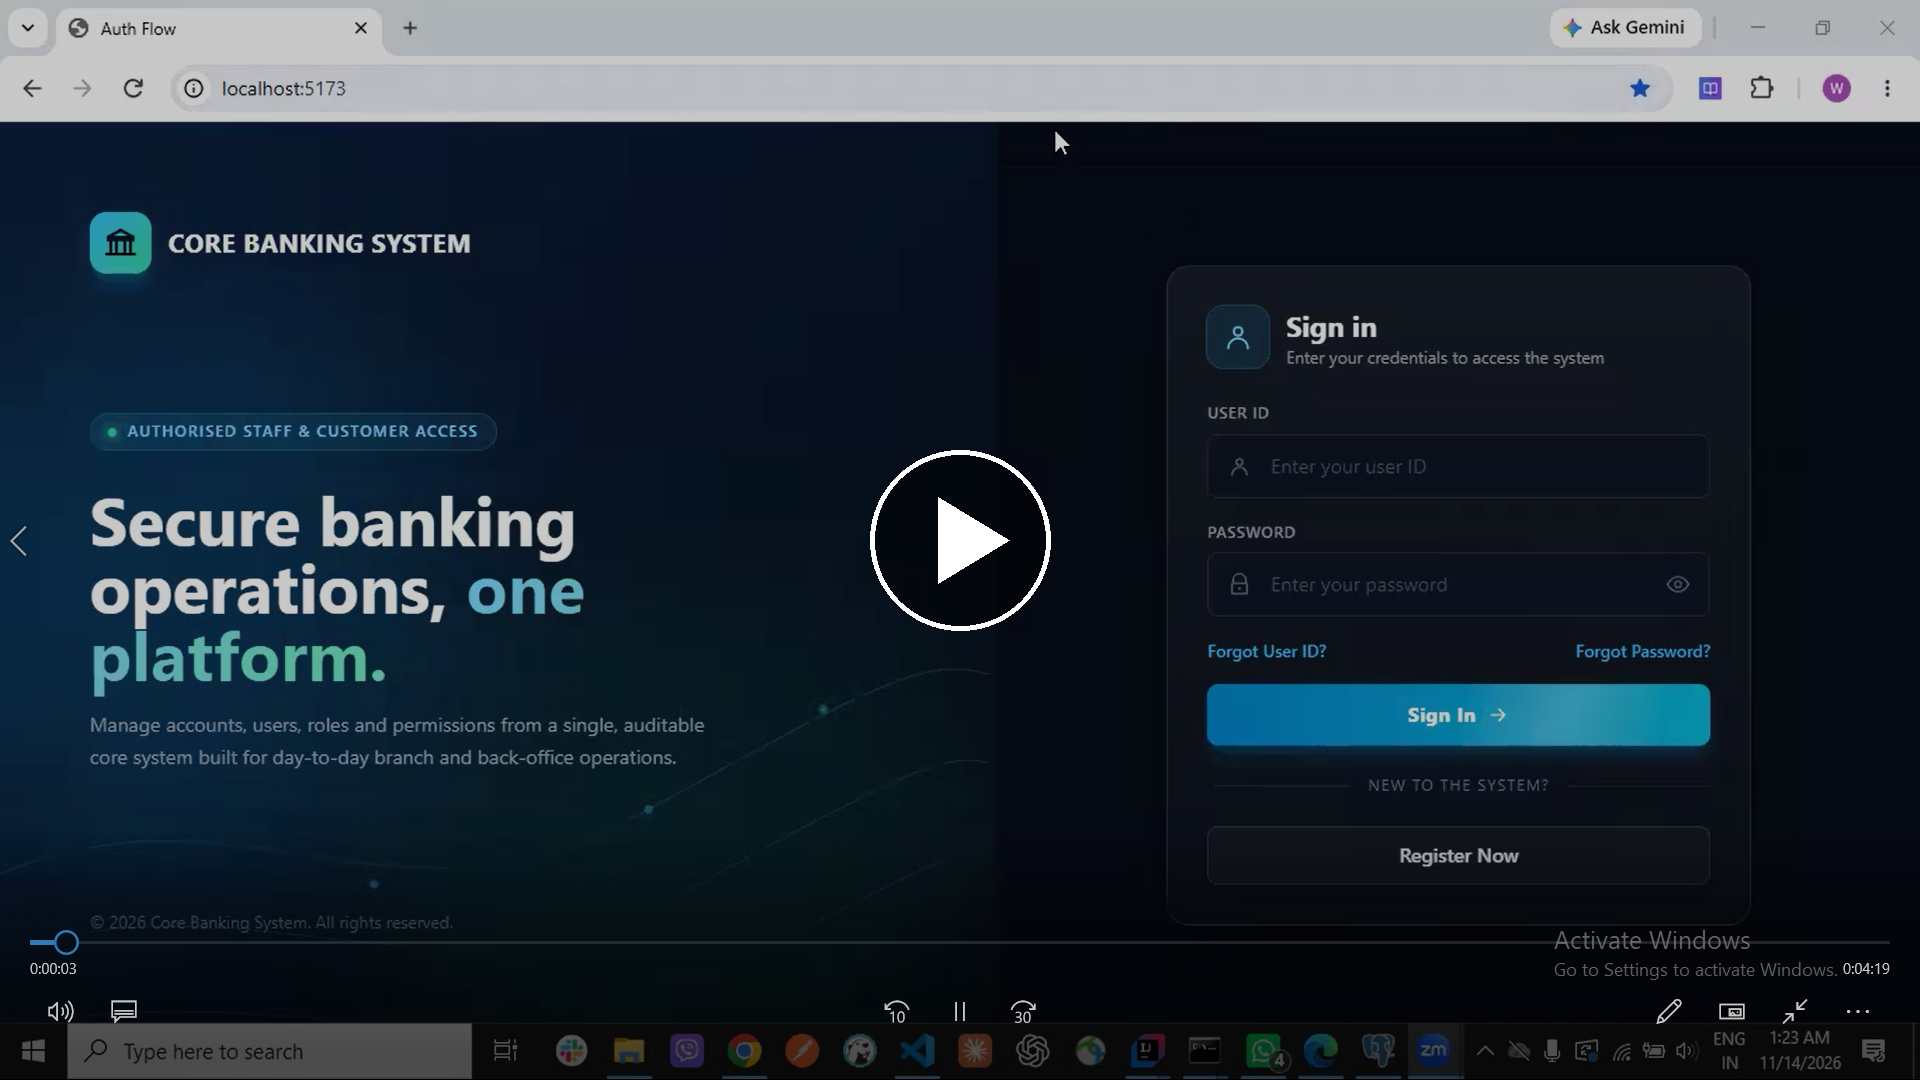 Auth Flow
Ask Gemini
localhost:5173
W
CORE BANKING SYSTEM
AUTHORISED STAFF & CUSTOMER ACCESS
Secure banking
operations, one
platform.
Manage accounts, users, roles and permissions from a single, auditable
core system built for day-to-day branch and back-office operations.
© 2026 Core Banking System. All rights reserved.
Sign in
Enter your credentials to access the system
USER ID
Enter your user ID
PASSWORD
Enter your password
Forgot User ID?
Forgot Password?
Sign In
NEW TO THE SYSTEM?
Register Now
Activate Windows
Go to Settings to activate Windows.
0:00:03
0:04:19
10
30
Type here to search
4
zm
ENG
IN
1:23 AM
11/14/2026